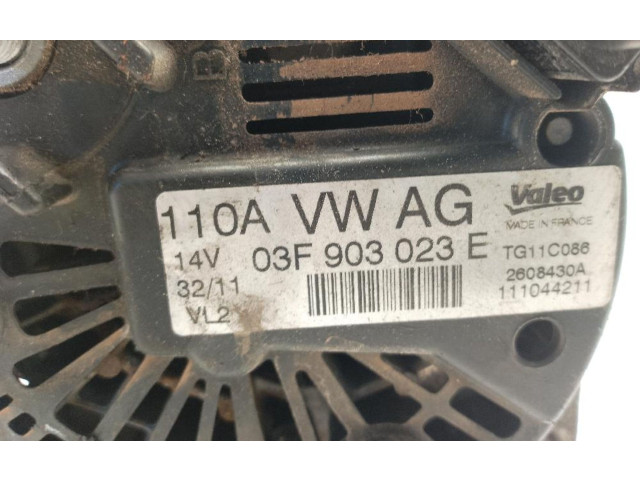 B
110A VW AG Valeo
MADE IN FRANCE
14V 03F 903 023 E TG11C086
32/11 2608430A
VL2 111044211